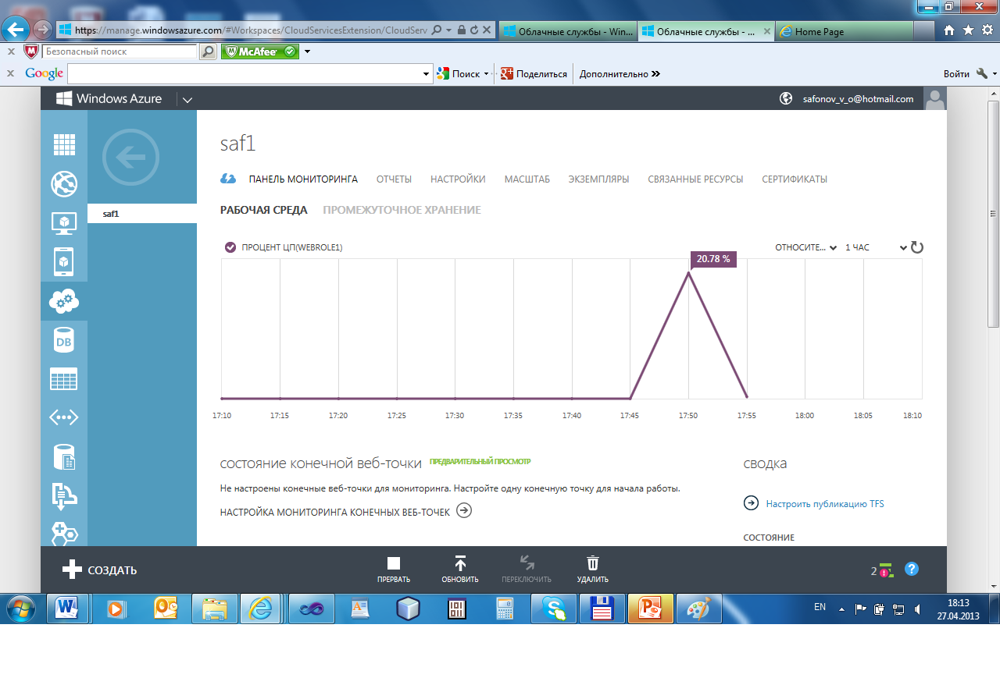 https://manage.windowsazure.com/#Workspaces/CloudServicesExtension/CloudServ
Облачные службы - Win...
Облачные службы - ...
Home Page
Безопасный поиск
McAfee
Google
Поиск
Поделиться
Дополнительно
Войти
Windows Azure
safonov_v_o@hotmail.com
saf1
saf1
ПАНЕЛЬ МОНИТОРИНГА ОТЧЕТЫ НАСТРОЙКИ МАСШТАБ ЭКЗЕМПЛЯРЫ СВЯЗАННЫЕ РЕСУРСЫ СЕРТИФИКАТЫ
РАБОЧАЯ СРЕДА ПРОМЕЖУТОЧНОЕ ХРАНЕНИЕ
ПРОЦЕНТ ЦП(WEBROLE1)
ОТНОСИТЕ... 1 ЧАС
20.78 %
17:10 17:15 17:20 17:25 17:30 17:35 17:40 17:45 17:50 17:55 18:00 18:05 18:10
DB
состояние конечной веб-точки ПРЕДВАРИТЕЛЬНЫЙ ПРОСМОТР
Не настроены конечные веб-точки для мониторинга. Настройте одну конечную точку для начала работы.
НАСТРОЙКА МОНИТОРИНГА КОНЕЧНЫХ ВЕБ-ТОЧЕК
сводка
Настроить публикацию TFS
СОСТОЯНИЕ
СОЗДАТЬ
ПРЕРВАТЬ
ОБНОВИТЬ
ПЕРЕКЛЮЧИТЬ
УДАЛИТЬ
2
EN
18:13
27.04.2013